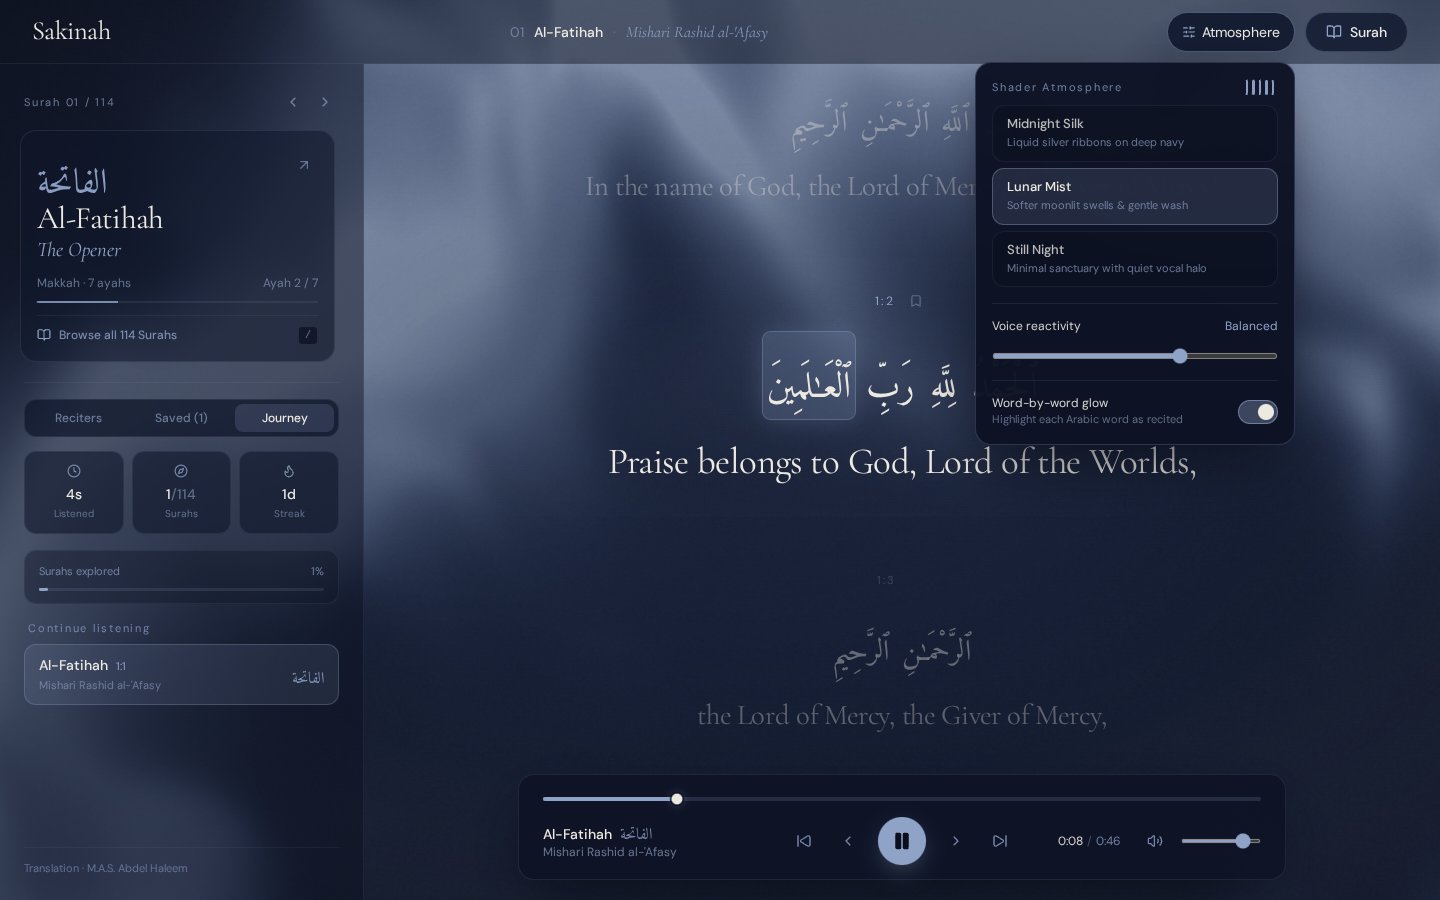 Sakinah
01 Al-Fatihah · Mishari Rashid al-'Afasy
Atmosphere
Surah
Surah 01 / 114
الفاتحة
Al-Fatihah
The Opener
Makkah · 7 ayahs
Ayah 2 / 7
Browse all 114 Surahs
/
Reciters
Saved (1)
Journey
4s
Listened
1/114
Surahs
1d
Streak
Surahs explored
1%
Continue listening
Al-Fatihah 1:1
Mishari Rashid al-'Afasy
الفاتحة
Translation · M.A.S. Abdel Haleem
ٱللَّهِ ٱلرَّحْمَـٰنِ ٱلرَّحِيمِ
In the name of God, the Lord of Mer
1:2
لِلَّهِ رَبِّ ٱلْعَـٰلَمِينَ
Praise belongs to God, Lord of the Worlds,
1:3
ٱلرَّحْمَـٰنِ ٱلرَّحِيمِ
the Lord of Mercy, the Giver of Mercy,
Shader Atmosphere
Midnight Silk
Liquid silver ribbons on deep navy
Lunar Mist
Softer moonlit swells & gentle wash
Still Night
Minimal sanctuary with quiet vocal halo
Voice reactivity
Balanced
Word-by-word glow
Highlight each Arabic word as recited
Al-Fatihah الفاتحة
Mishari Rashid al-'Afasy
0:08 / 0:46